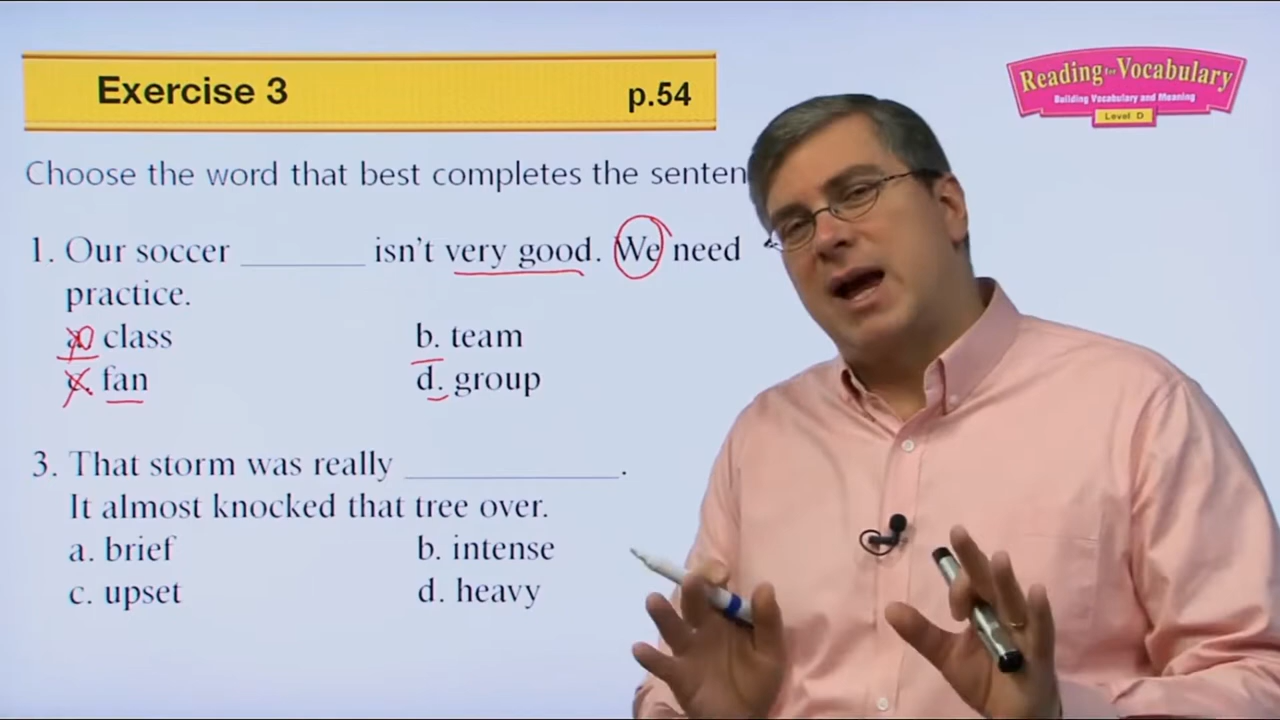 Exercise 3
p.54
Reading for Vocabulary
Building Vocabulary and Meaning
Level D
Choose the word that best completes the senten
1. Our soccer ________ isn't very good. We need
practice.
a. class
b. team
c. fan
d. group
3. That storm was really ______________.
It almost knocked that tree over.
a. brief
b. intense
c. upset
d. heavy